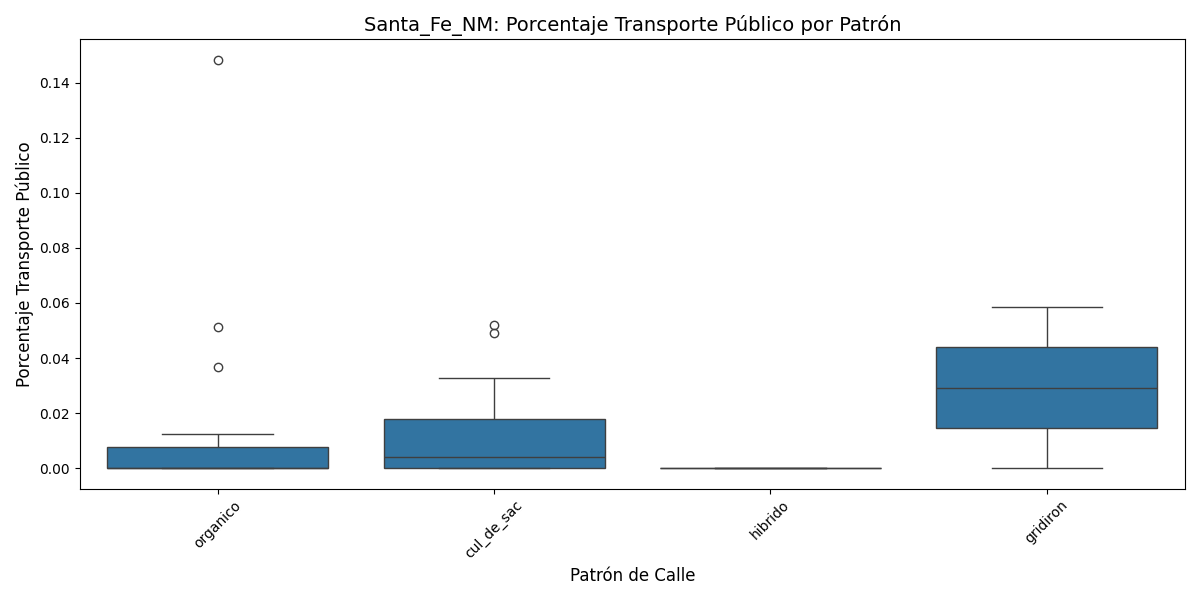 Santa_Fe_NM: Porcentaje Transporte Público por Patrón
Porcentaje Transporte Público
0.14
0.12
0.10
0.08
0.06
0.04
0.02
0.00
organico
cul_de_sac
hibrido
gridiron
Patrón de Calle